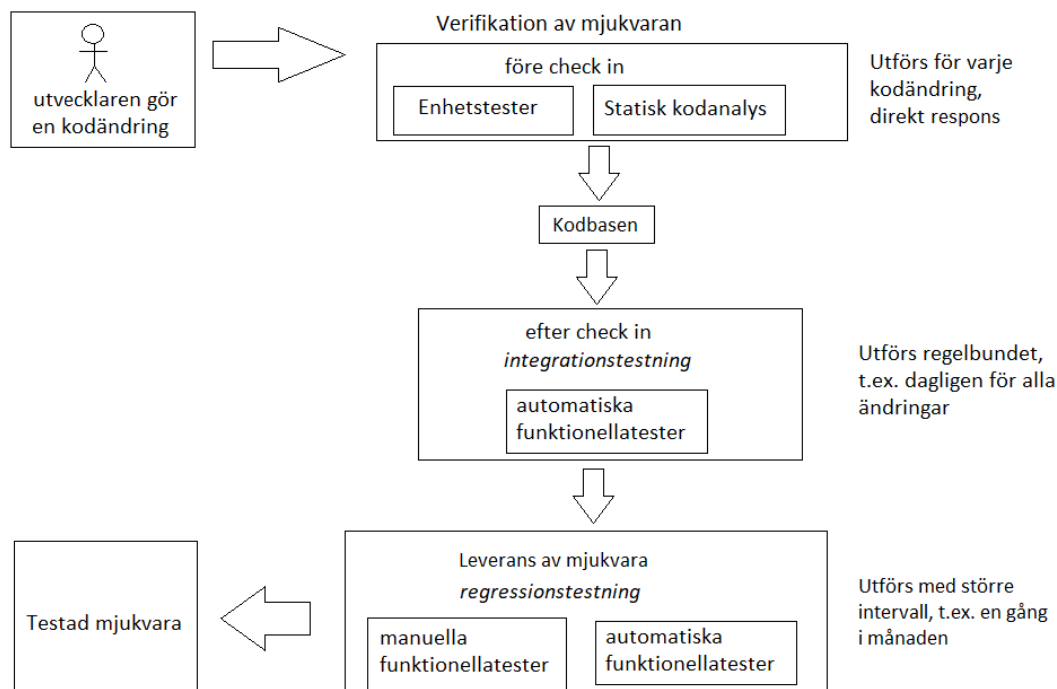 utvecklaren gör
en kodändring
Verifikation av mjukvaran
före check in
Enhetstester
Statisk kodanalys
Utförs för varje
kodändring,
direkt respons
Kodbasen
efter check in
integrationstestning
automatiska
funktionellatester
Utförs regelbundet,
t.ex. dagligen för alla
ändringar
Leverans av mjukvara
regressionstestning
manuella
funktionellatester
automatiska
funktionellatester
Utförs med större
intervall, t.ex. en gång
i månaden
Testad mjukvara